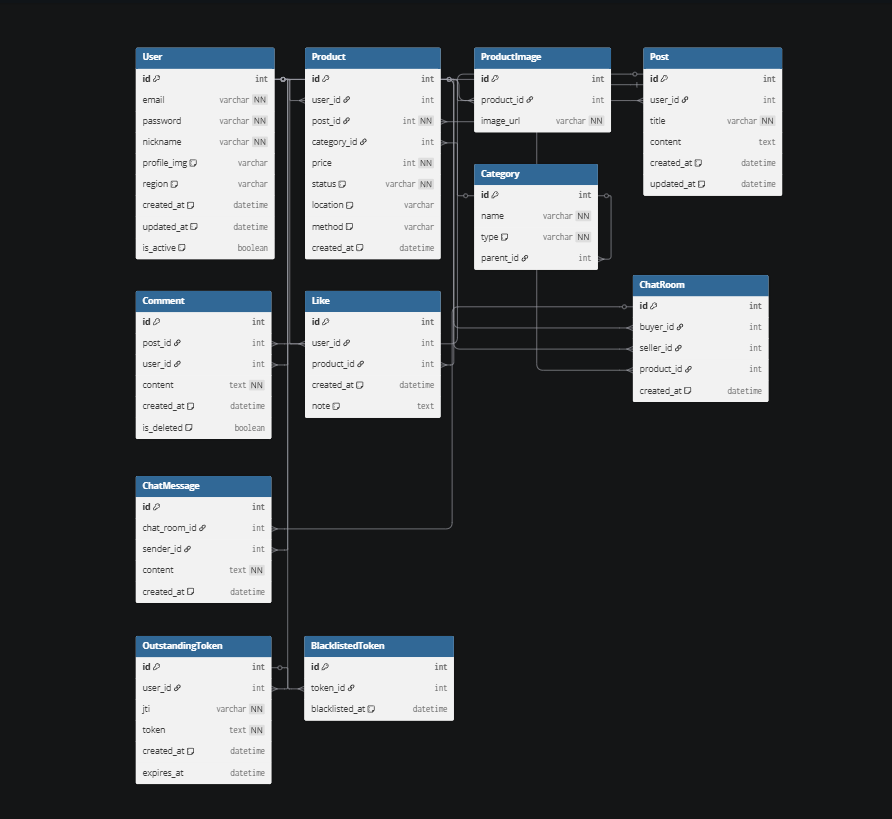 User
id int
email varchar NN
password varchar NN
nickname varchar NN
profile_img varchar
region varchar
created_at datetime
updated_at datetime
is_active boolean
Product
id int
user_id int
post_id int NN
category_id int
price int NN
status varchar NN
location varchar
method varchar
created_at datetime
ProductImage
id int
product_id int
image_url varchar NN
Post
id int
user_id int
title varchar NN
content text
created_at datetime
updated_at datetime
Category
id int
name varchar NN
type varchar NN
parent_id int
ChatRoom
id int
buyer_id int
seller_id int
product_id int
created_at datetime
Comment
id int
post_id int
user_id int
content text NN
created_at datetime
is_deleted boolean
Like
id int
user_id int
product_id int
created_at datetime
note text
ChatMessage
id int
chat_room_id int
sender_id int
content text NN
created_at datetime
OutstandingToken
id int
user_id int
jti varchar NN
token text NN
created_at datetime
expires_at datetime
BlacklistedToken
id int
token_id int
blacklisted_at datetime